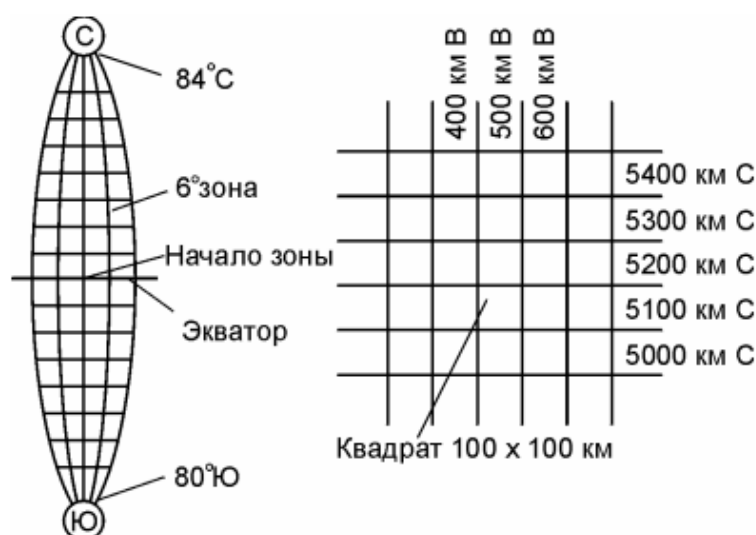 С
84°С
6°зона
Начало зоны
Экватор
80°Ю
Ю
400 км В
500 км В
600 км В
5400 км С
5300 км С
5200 км С
5100 км С
5000 км С
Квадрат 100 x 100 км